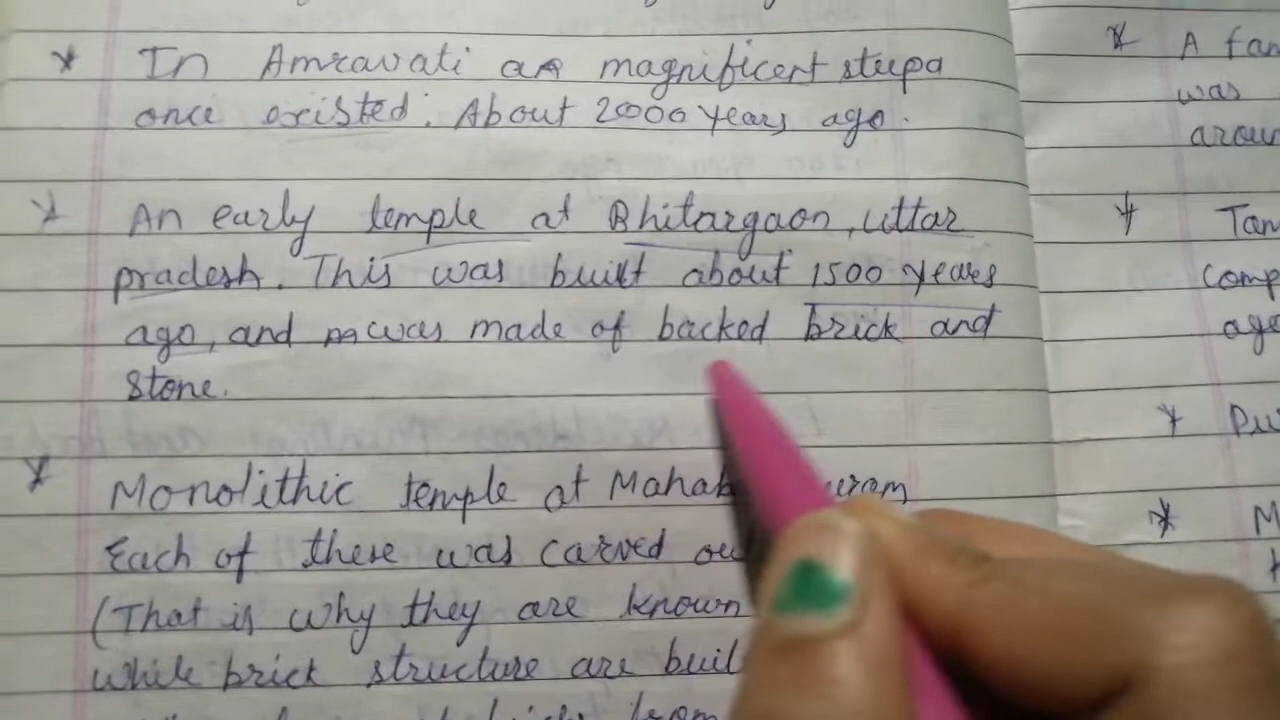 * In Amravati a magnificent stupa
once existed. About 2000 years ago.
* An early temple at Bhitargaon, Uttar
pradesh. This was built about 1500 years
ago, and was made of backed brick and
stone.
* Monolithic temple at
Each of these was carved
(That is why they are known
while brick structure are
from
* A
was
* 
* 
* M